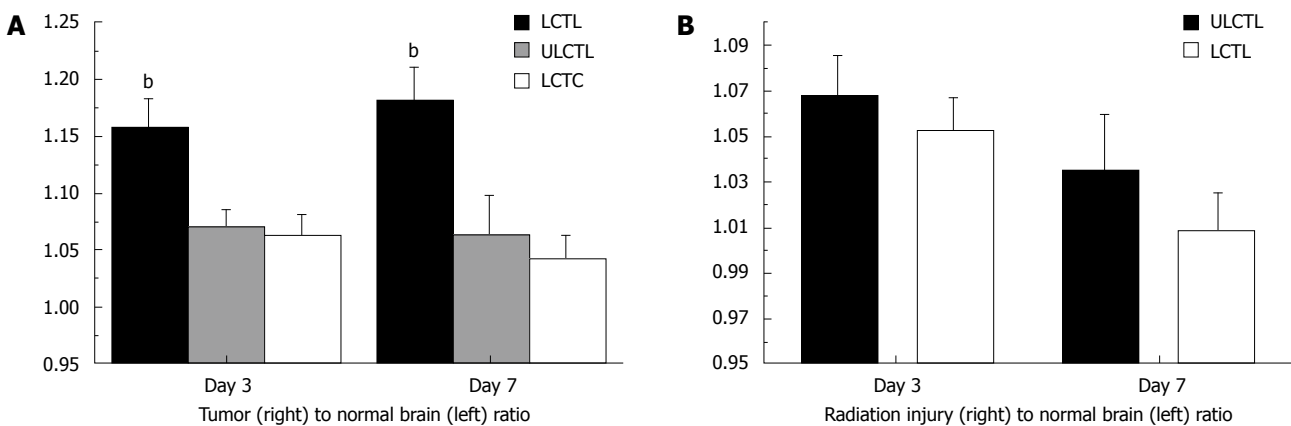 A
1.25
1.20
1.15
1.10
1.05
1.00
0.95
b
b
LCTL
ULCTL
LCTC
Day 3
Day 7
Tumor (right) to normal brain (left) ratio
B
1.09
1.07
1.05
1.03
1.01
0.99
0.97
0.95
ULCTL
LCTL
Day 3
Day 7
Radiation injury (right) to normal brain (left) ratio